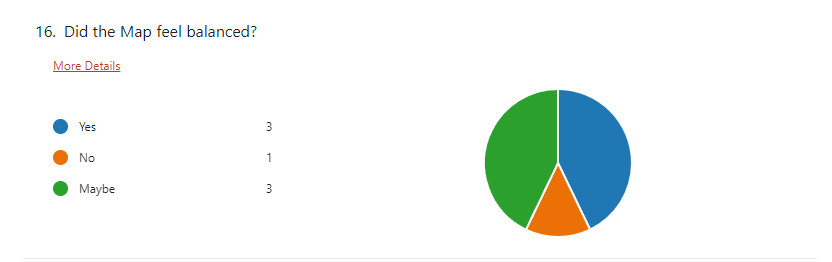 16. Did the Map feel balanced?
More Details
Yes 3
No 1
Maybe 3